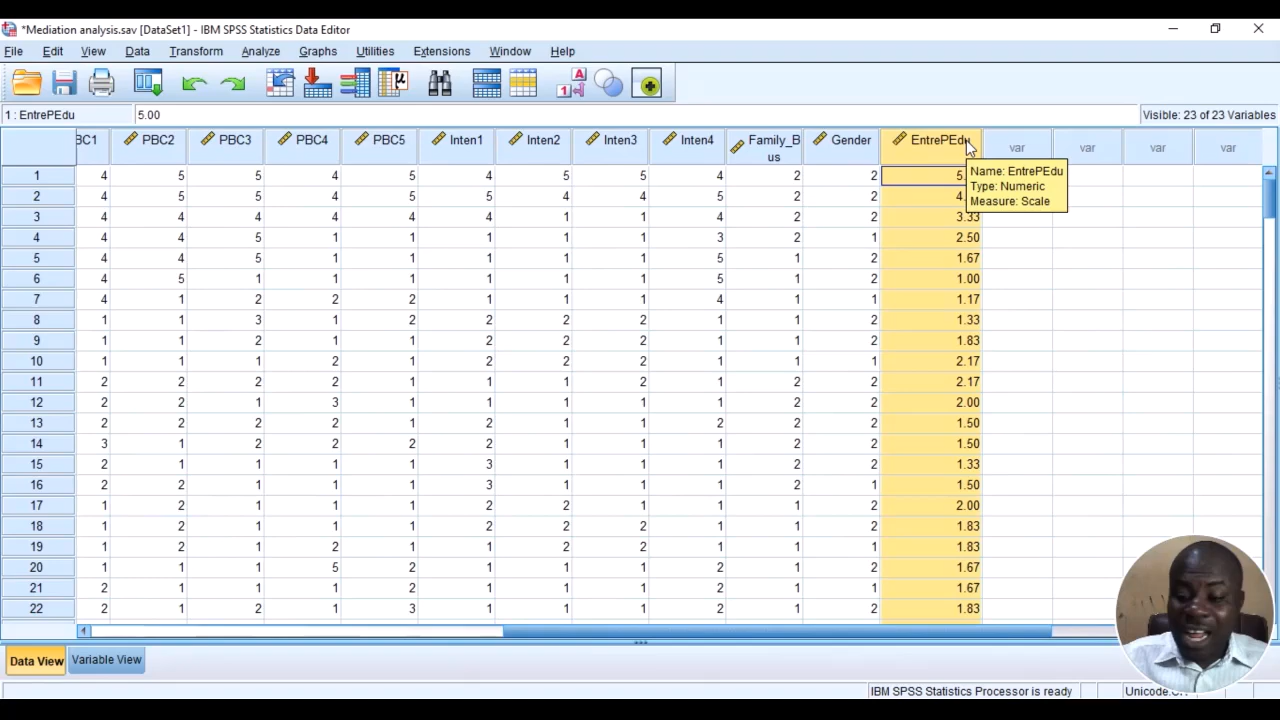 *Mediation analysis.sav [DataSet1] - IBM SPSS Statistics Data Editor
File Edit View Data Transform Analyze Graphs Utilities Extensions Window Help
1 : EntrePEdu 5.00 Visible: 23 of 23 Variables
BC1 PBC2 PBC3 PBC4 PBC5 Inten1 Inten2 Inten3 Inten4 Family_B Gender EntrePEdu var var var var
us
1 4 5 5 4 5 4 5 5 4 2 2 5.
2 4 5 5 4 5 5 4 4 5 2 2 4.
3 4 4 4 4 4 4 1 1 4 2 2 3.33
4 4 4 5 1 1 1 1 1 3 2 1 2.50
5 4 4 5 1 1 1 1 1 5 1 2 1.67
6 4 5 1 1 1 1 1 1 5 1 2 1.00
7 4 1 2 2 2 1 1 1 4 1 1 1.17
8 1 1 3 1 2 2 2 2 1 1 2 1.33
9 1 1 2 1 1 2 2 2 1 1 2 1.83
10 1 1 1 2 1 2 2 2 1 1 1 2.17
11 2 2 2 2 1 1 1 2 1 2 2 2.17
12 2 2 1 3 1 1 1 1 1 2 2 2.00
13 2 2 2 2 1 2 1 1 2 2 2 1.50
14 3 1 2 2 2 2 1 1 1 2 2 1.50
15 2 1 1 1 1 3 1 1 1 2 2 1.33
16 2 2 1 1 1 3 1 1 1 2 2 1.50
17 1 2 1 1 1 2 2 1 1 1 2 2.00
18 1 2 1 1 1 2 2 2 1 1 2 1.83
19 1 2 1 2 1 1 2 2 1 1 1 1.83
20 1 1 1 5 2 1 1 1 2 1 2 1.67
21 2 1 1 1 2 1 1 1 2 1 1 1.67
22 2 1 2 1 3 1 1 1 2 1 2 1.83
Name: EntrePEdu
Type: Numeric
Measure: Scale
Data View Variable View
IBM SPSS Statistics Processor is ready